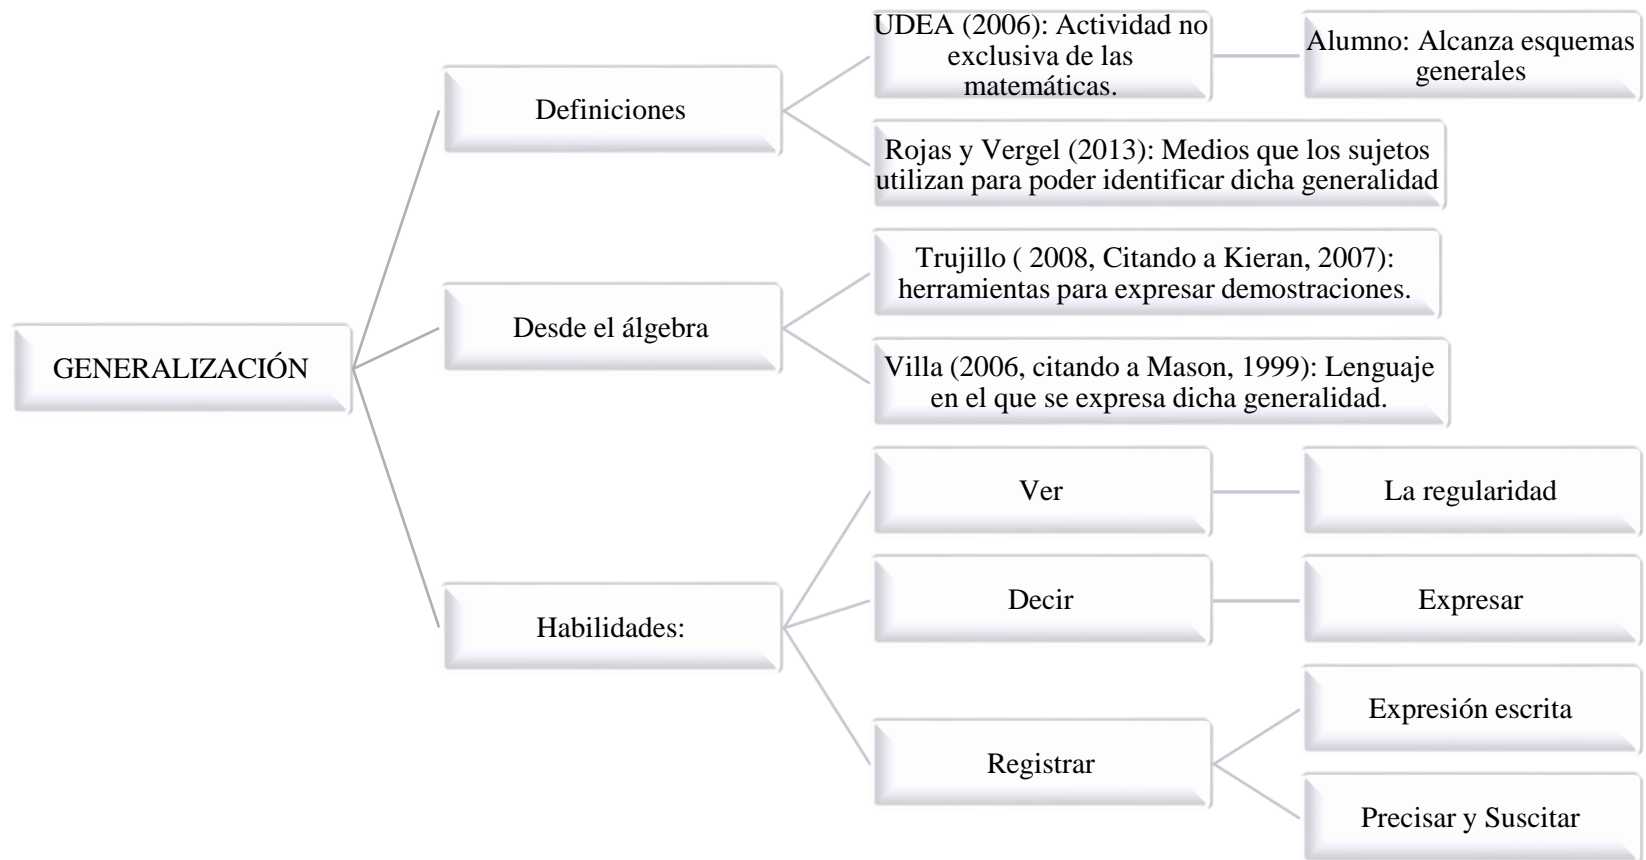 GENERALIZACIÓN
Definiciones
UDEA (2006): Actividad no
exclusiva de las
matemáticas.
Alumno: Alcanza esquemas
generales
Rojas y Vergel (2013): Medios que los sujetos
utilizan para poder identificar dicha generalidad
Desde el álgebra
Trujillo ( 2008, Citando a Kieran, 2007):
herramientas para expresar demostraciones.
Villa (2006, citando a Mason, 1999): Lenguaje
en el que se expresa dicha generalidad.
Habilidades:
Ver
La regularidad
Decir
Expresar
Registrar
Expresión escrita
Precisar y Suscitar